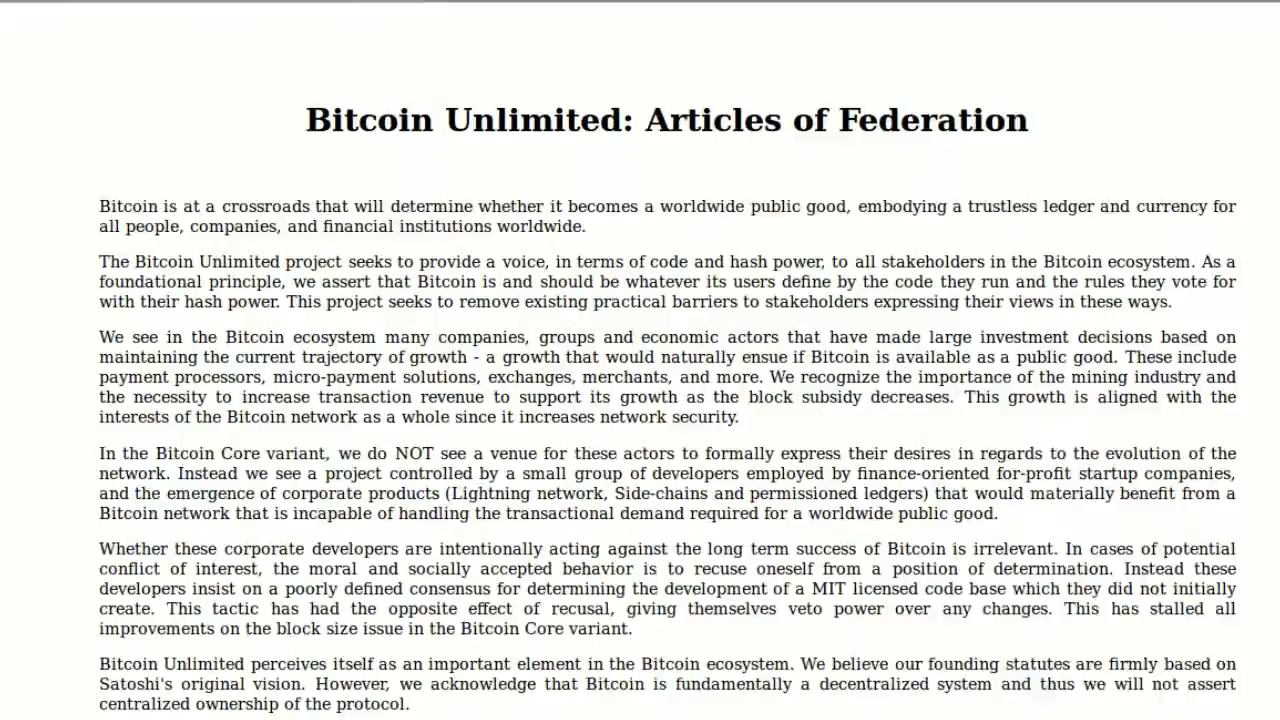 Bitcoin Unlimited: Articles of Federation
Bitcoin is at a crossroads that will determine whether it becomes a worldwide public good, embodying a trustless ledger and currency for
all people, companies, and financial institutions worldwide.
The Bitcoin Unlimited project seeks to provide a voice, in terms of code and hash power, to all stakeholders in the Bitcoin ecosystem. As a
foundational principle, we assert that Bitcoin is and should be whatever its users define by the code they run and the rules they vote for
with their hash power. This project seeks to remove existing practical barriers to stakeholders expressing their views in these ways.
We see in the Bitcoin ecosystem many companies, groups and economic actors that have made large investment decisions based on
maintaining the current trajectory of growth - a growth that would naturally ensue if Bitcoin is available as a public good. These include
payment processors, micro-payment solutions, exchanges, merchants, and more. We recognize the importance of the mining industry and
the necessity to increase transaction revenue to support its growth as the block subsidy decreases. This growth is aligned with the
interests of the Bitcoin network as a whole since it increases network security.
In the Bitcoin Core variant, we do NOT see a venue for these actors to formally express their desires in regards to the evolution of the
network. Instead we see a project controlled by a small group of developers employed by finance-oriented for-profit startup companies,
and the emergence of corporate products (Lightning network, Side-chains and permissioned ledgers) that would materially benefit from a
Bitcoin network that is incapable of handling the transactional demand required for a worldwide public good.
Whether these corporate developers are intentionally acting against the long term success of Bitcoin is irrelevant. In cases of potential
conflict of interest, the moral and socially accepted behavior is to recuse oneself from a position of determination. Instead these
developers insist on a poorly defined consensus for determining the development of a MIT licensed code base which they did not initially
create. This tactic has had the opposite effect of recusal, giving themselves veto power over any changes. This has stalled all
improvements on the block size issue in the Bitcoin Core variant.
Bitcoin Unlimited perceives itself as an important element in the Bitcoin ecosystem. We believe our founding statutes are firmly based on
Satoshi's original vision. However, we acknowledge that Bitcoin is fundamentally a decentralized system and thus we will not assert
centralized ownership of the protocol.